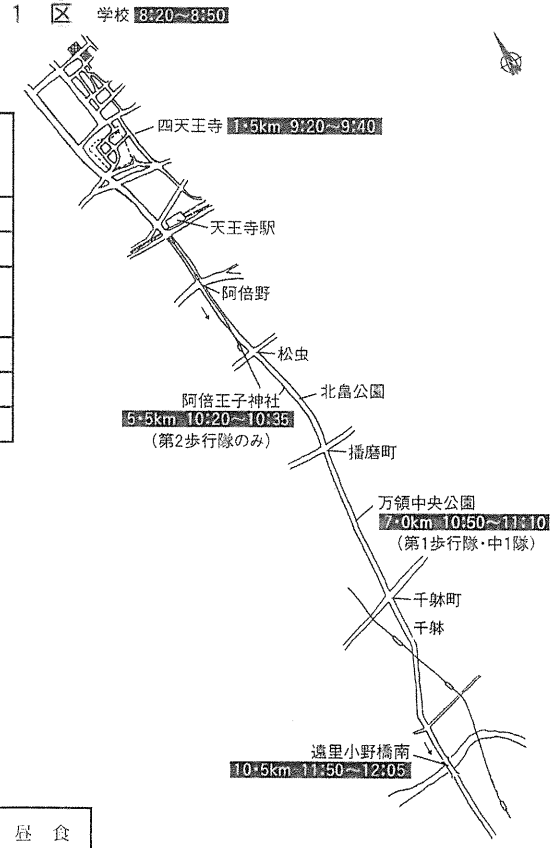 1 区 学校 8:20～8:50
四天王寺 1・5km 9:20～9:40
天王寺駅
阿倍野
松虫
北畠公園
阿倍王子神社
5・5km 10:20～10:35
(第2歩行隊のみ)
播磨町
万領中央公園
7・0km 10:50～11:10
(第1歩行隊・中1隊)
千躰町
千躰
遠里小野橋南
10・5km 11:50～12:05
昼 食